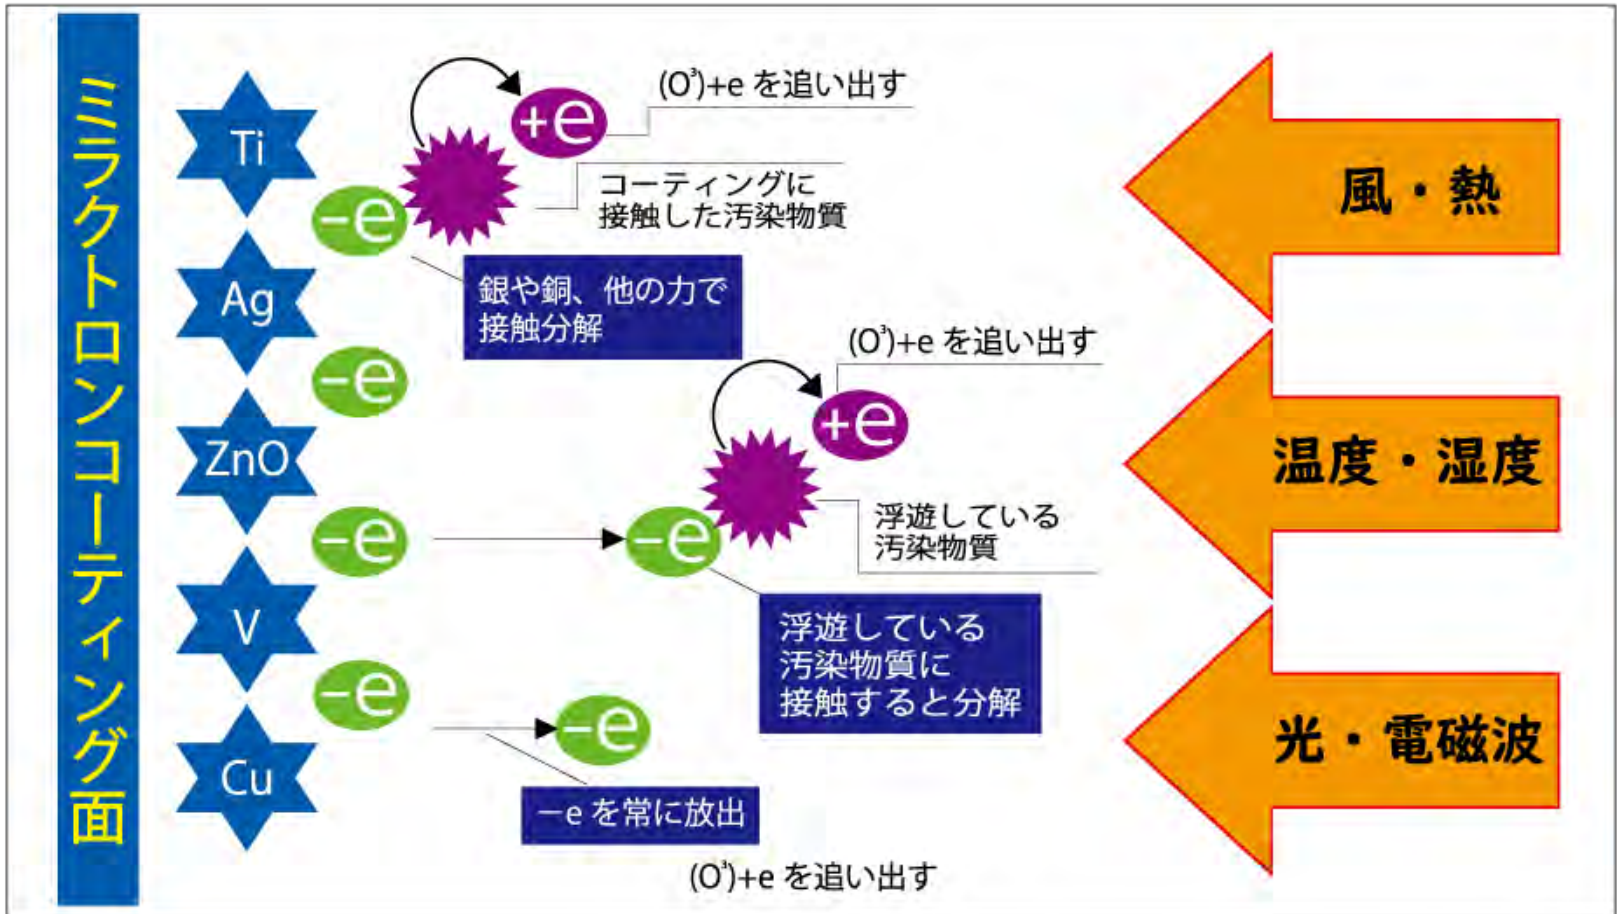 ミラクトロンコーティング面
Ti
Ag
ZnO
V
Cu
-e
-e
-e
-e
+e
(O³)+e を追い出す
コーティングに
接触した汚染物質
銀や銅、他の力で
接触分解
+e
(O³)+e を追い出す
-e
浮遊している
汚染物質
浮遊している
汚染物質に
接触すると分解
-e
−e を常に放出
(O³)+e を追い出す
風・熱
温度・湿度
光・電磁波